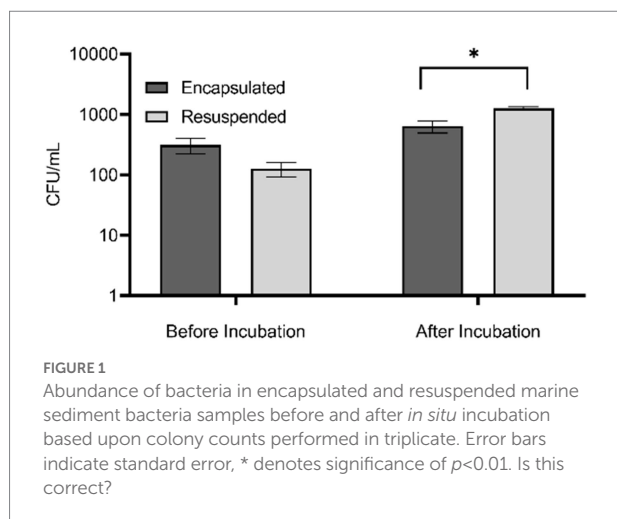 10000
1000
100
10
1
CFU/mL
Encapsulated
Resuspended
*
Before Incubation After Incubation
FIGURE 1
Abundance of bacteria in encapsulated and resuspended marine
sediment bacteria samples before and after in situ incubation
based upon colony counts performed in triplicate. Error bars
indicate standard error, * denotes significance of p<0.01. Is this
correct?